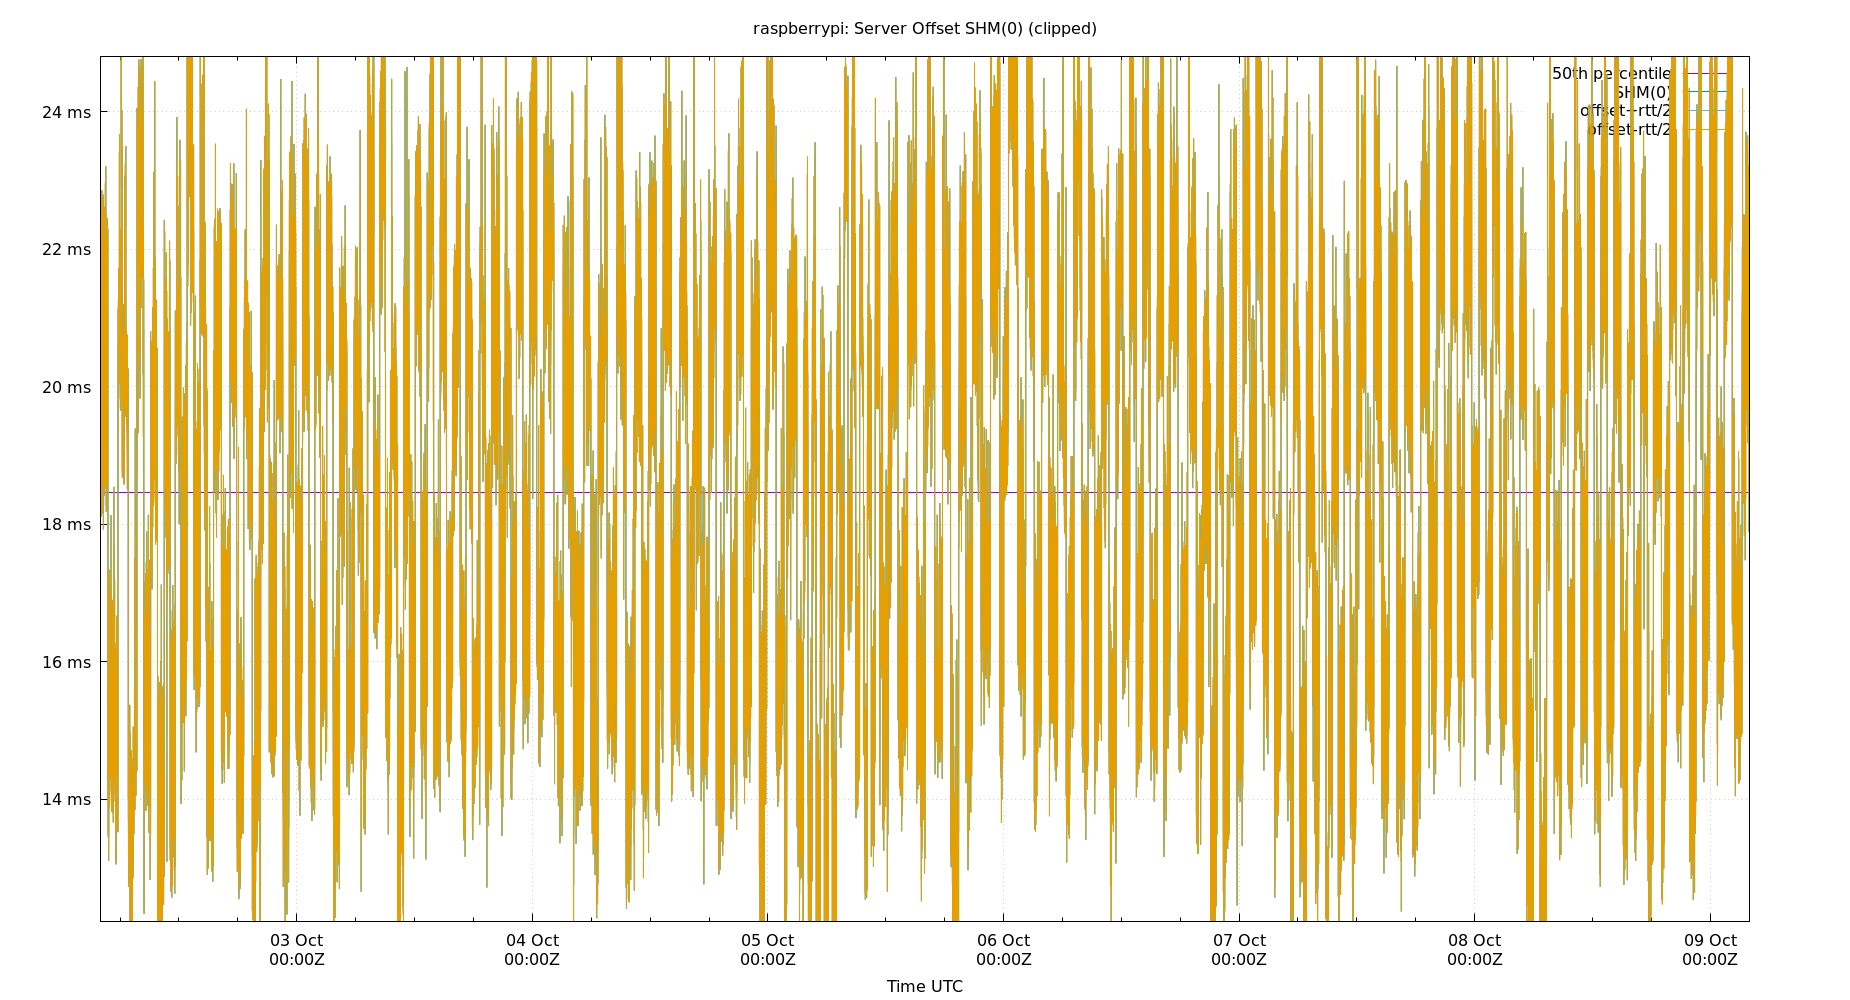 raspberrypi: Server Offset SHM(0) (clipped)
50th percentile
SHM(0)
offset+rtt/2
offset-rtt/2
24 ms
22 ms
20 ms
18 ms
16 ms
14 ms
03 Oct
00:00Z
04 Oct
00:00Z
05 Oct
00:00Z
06 Oct
00:00Z
07 Oct
00:00Z
08 Oct
00:00Z
09 Oct
00:00Z
Time UTC